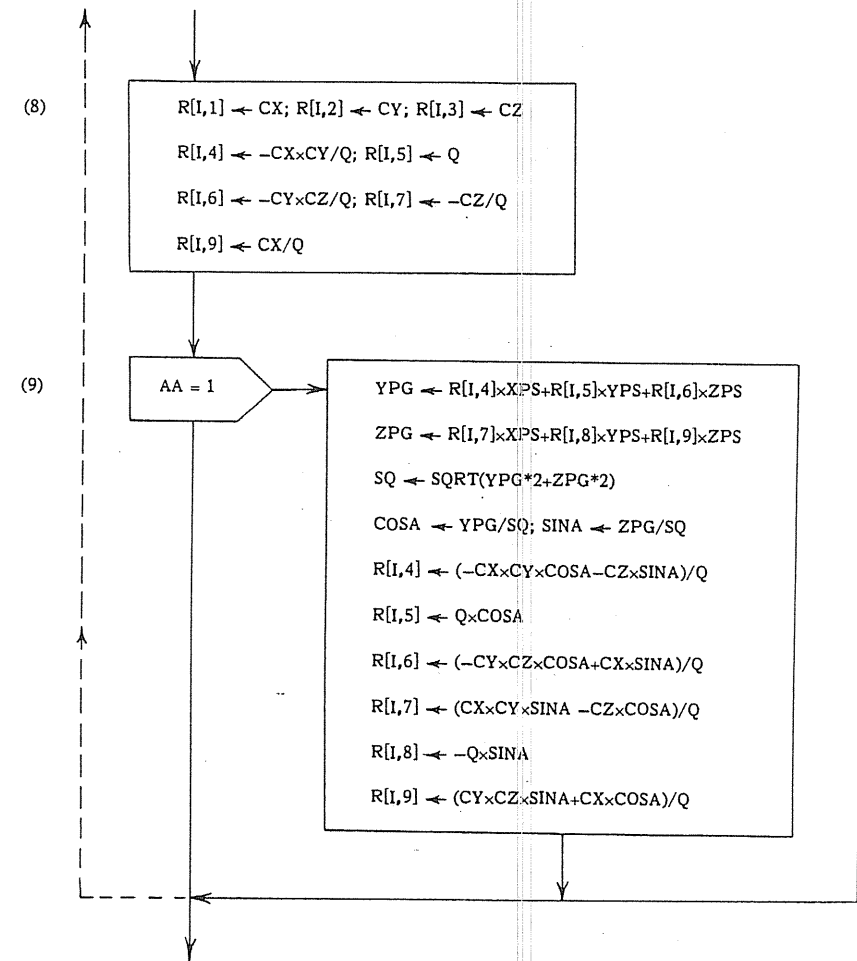 (8)
R[I,1] ← CX; R[I,2] ← CY; R[I,3] ← CZ
R[I,4] ← -CX×CY/Q; R[I,5] ← Q
R[I,6] ← -CY×CZ/Q; R[I,7] ← -CZ/Q
R[I,9] ← CX/Q
(9)
AA = 1
YPG ← R[I,4]×XPS+R[I,5]×YPS+R[I,6]×ZPS
ZPG ← R[I,7]×XPS+R[I,8]×YPS+R[I,9]×ZPS
SQ ← SQRT(YPG*2+ZPG*2)
COSA ← YPG/SQ; SINA ← ZPG/SQ
R[I,4] ← (-CX×CY×COSA-CZ×SINA)/Q
R[I,5] ← Q×COSA
R[I,6] ← (-CY×CZ×COSA+CX×SINA)/Q
R[I,7] ← (CX×CY×SINA -CZ×COSA)/Q
R[I,8] ← -Q×SINA
R[I,9] ← (CY×CZ×SINA+CX×COSA)/Q